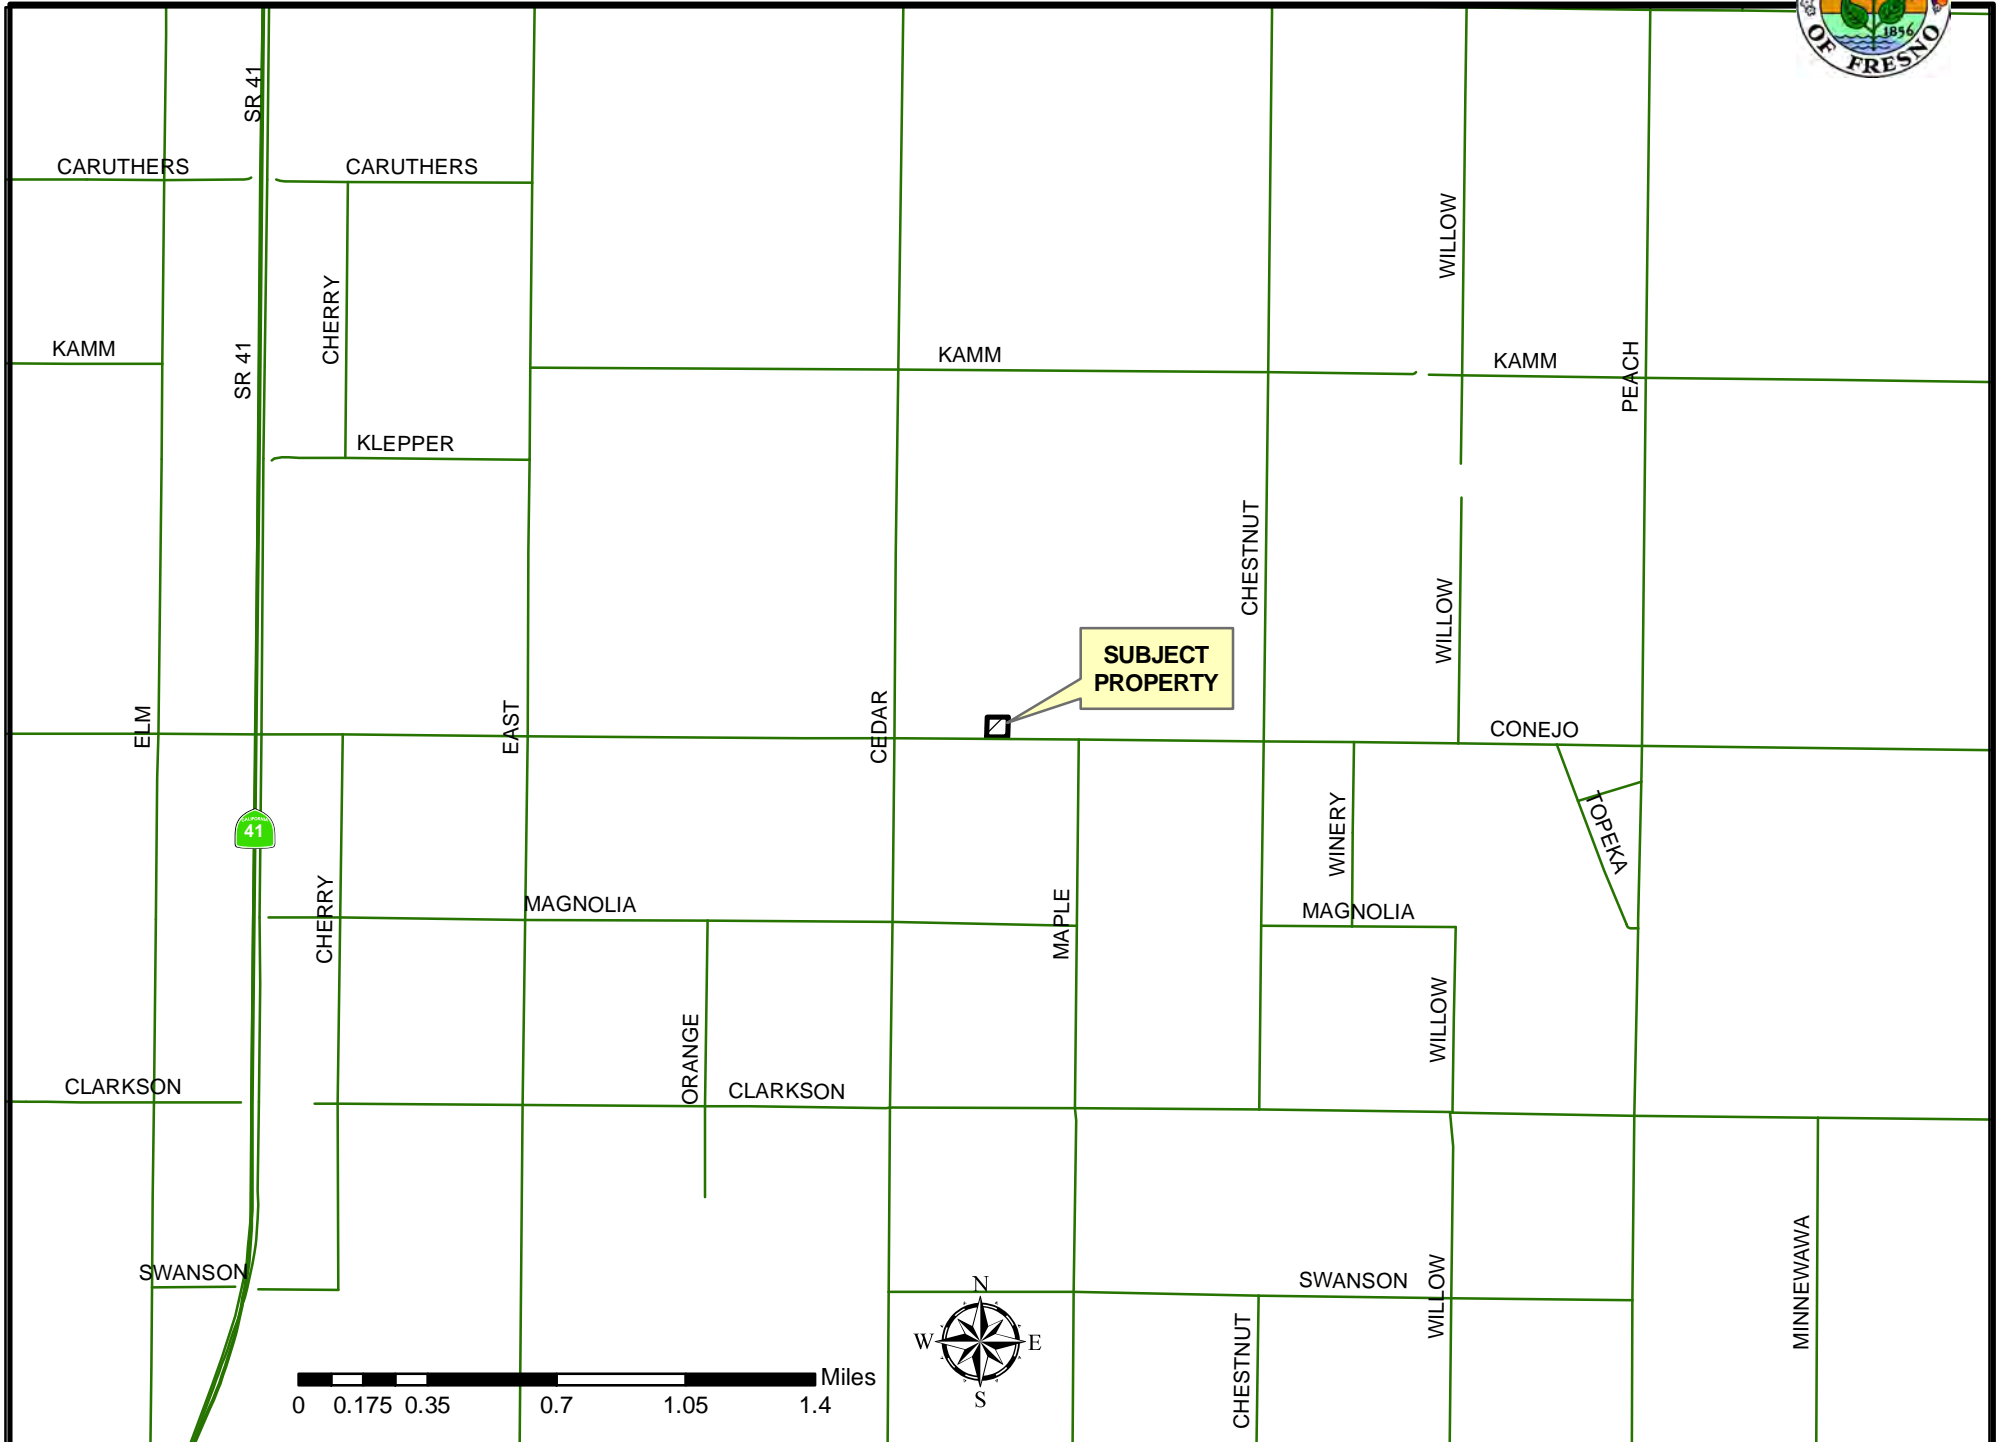 1856
OF FRESNO
SR 41
CARUTHERS
CARUTHERS
WILLOW
CHERRY
KAMM
SR 41
KAMM
KAMM
PEACH
KLEPPER
CHESTNUT
WILLOW
SUBJECT
PROPERTY
ELM
EAST
CEDAR
CONEJO
CALIFORNIA
41
WINERY
TOPEKA
CHERRY
MAGNOLIA
MAPLE
MAGNOLIA
WILLOW
ORANGE
CLARKSON
CLARKSON
MINNEWAWA
SWANSON
SWANSON
WILLOW
CHESTNUT
N
W
E
S
Miles
0 0.175 0.35 0.7 1.05 1.4